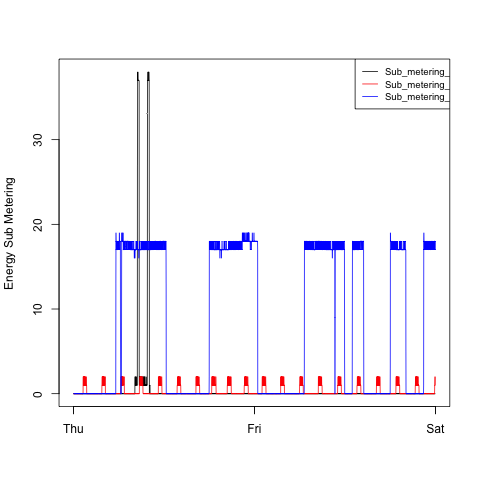 Sub_metering_
Sub_metering_
Sub_metering_
Energy Sub Metering
30
20
10
0
Thu Fri Sat